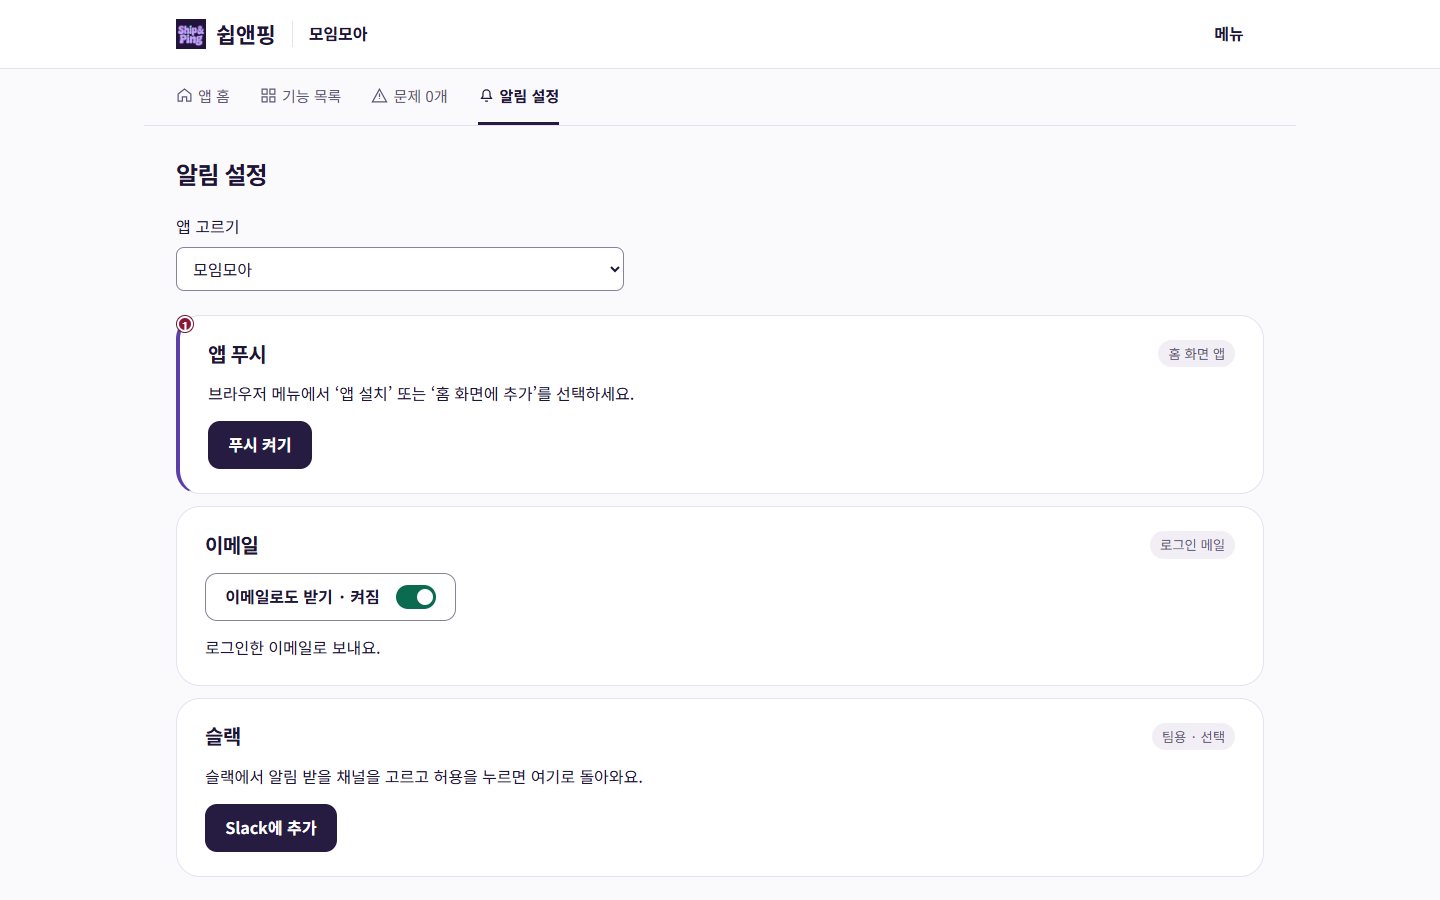 Ship&
Ping
쉽앤핑
모임모아
메뉴
앱 홈
기능 목록
문제 0개
알림 설정
알림 설정
앱 고르기
모임모아
1
앱 푸시
홈 화면 앱
브라우저 메뉴에서 ‘앱 설치’ 또는 ‘홈 화면에 추가’를 선택하세요.
푸시 켜기
이메일
로그인 메일
이메일로도 받기 · 켜짐
로그인한 이메일로 보내요.
슬랙
팀용 · 선택
슬랙에서 알림 받을 채널을 고르고 허용을 누르면 여기로 돌아와요.
Slack에 추가